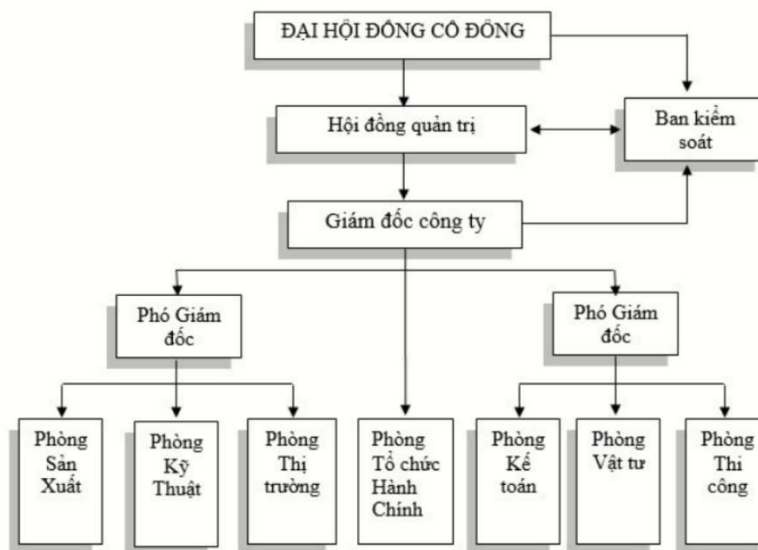 ĐẠI HỘI ĐỒNG CỔ ĐÔNG
Hội đồng quản trị
Ban kiểm
soát
Giám đốc công ty
Phó Giám
đốc
Phó Giám
đốc
Phòng
Sản
Xuất
Phòng
Kỹ
Thuật
Phòng
Thị
trường
Phòng
Tổ chức
Hành
Chính
Phòng
Kế
toán
Phòng
Vật tư
Phòng
Thi
công